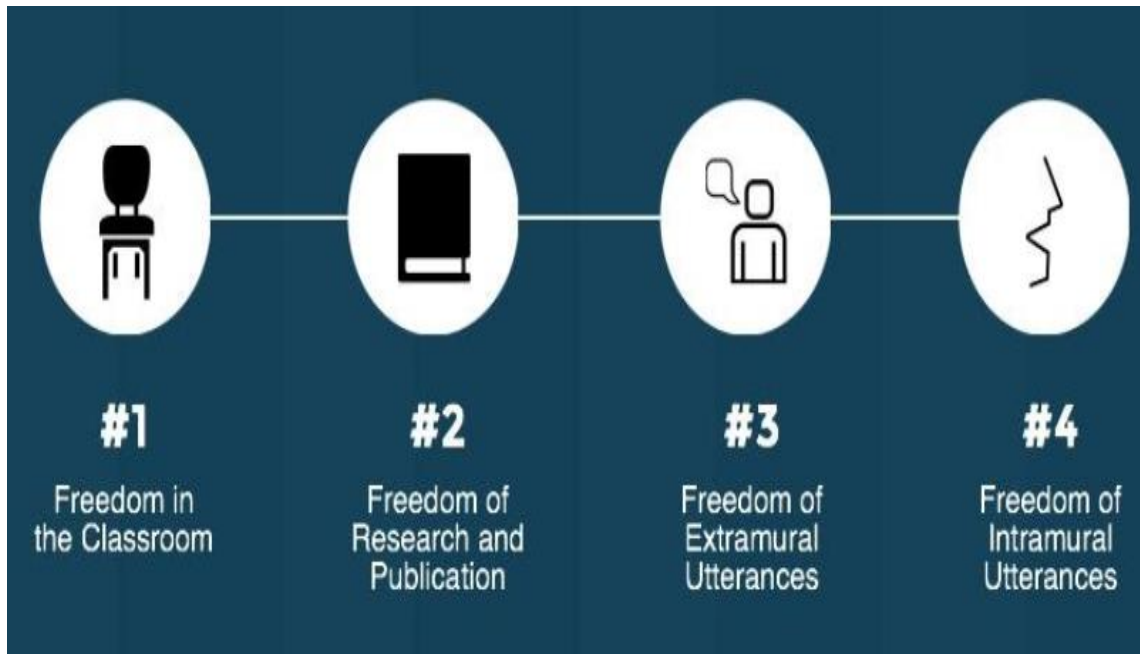 #1
Freedom in
the Classroom
#2
Freedom of
Research and
Publication
#3
Freedom of
Extramural
Utterances
#4
Freedom of
Intramural
Utterances